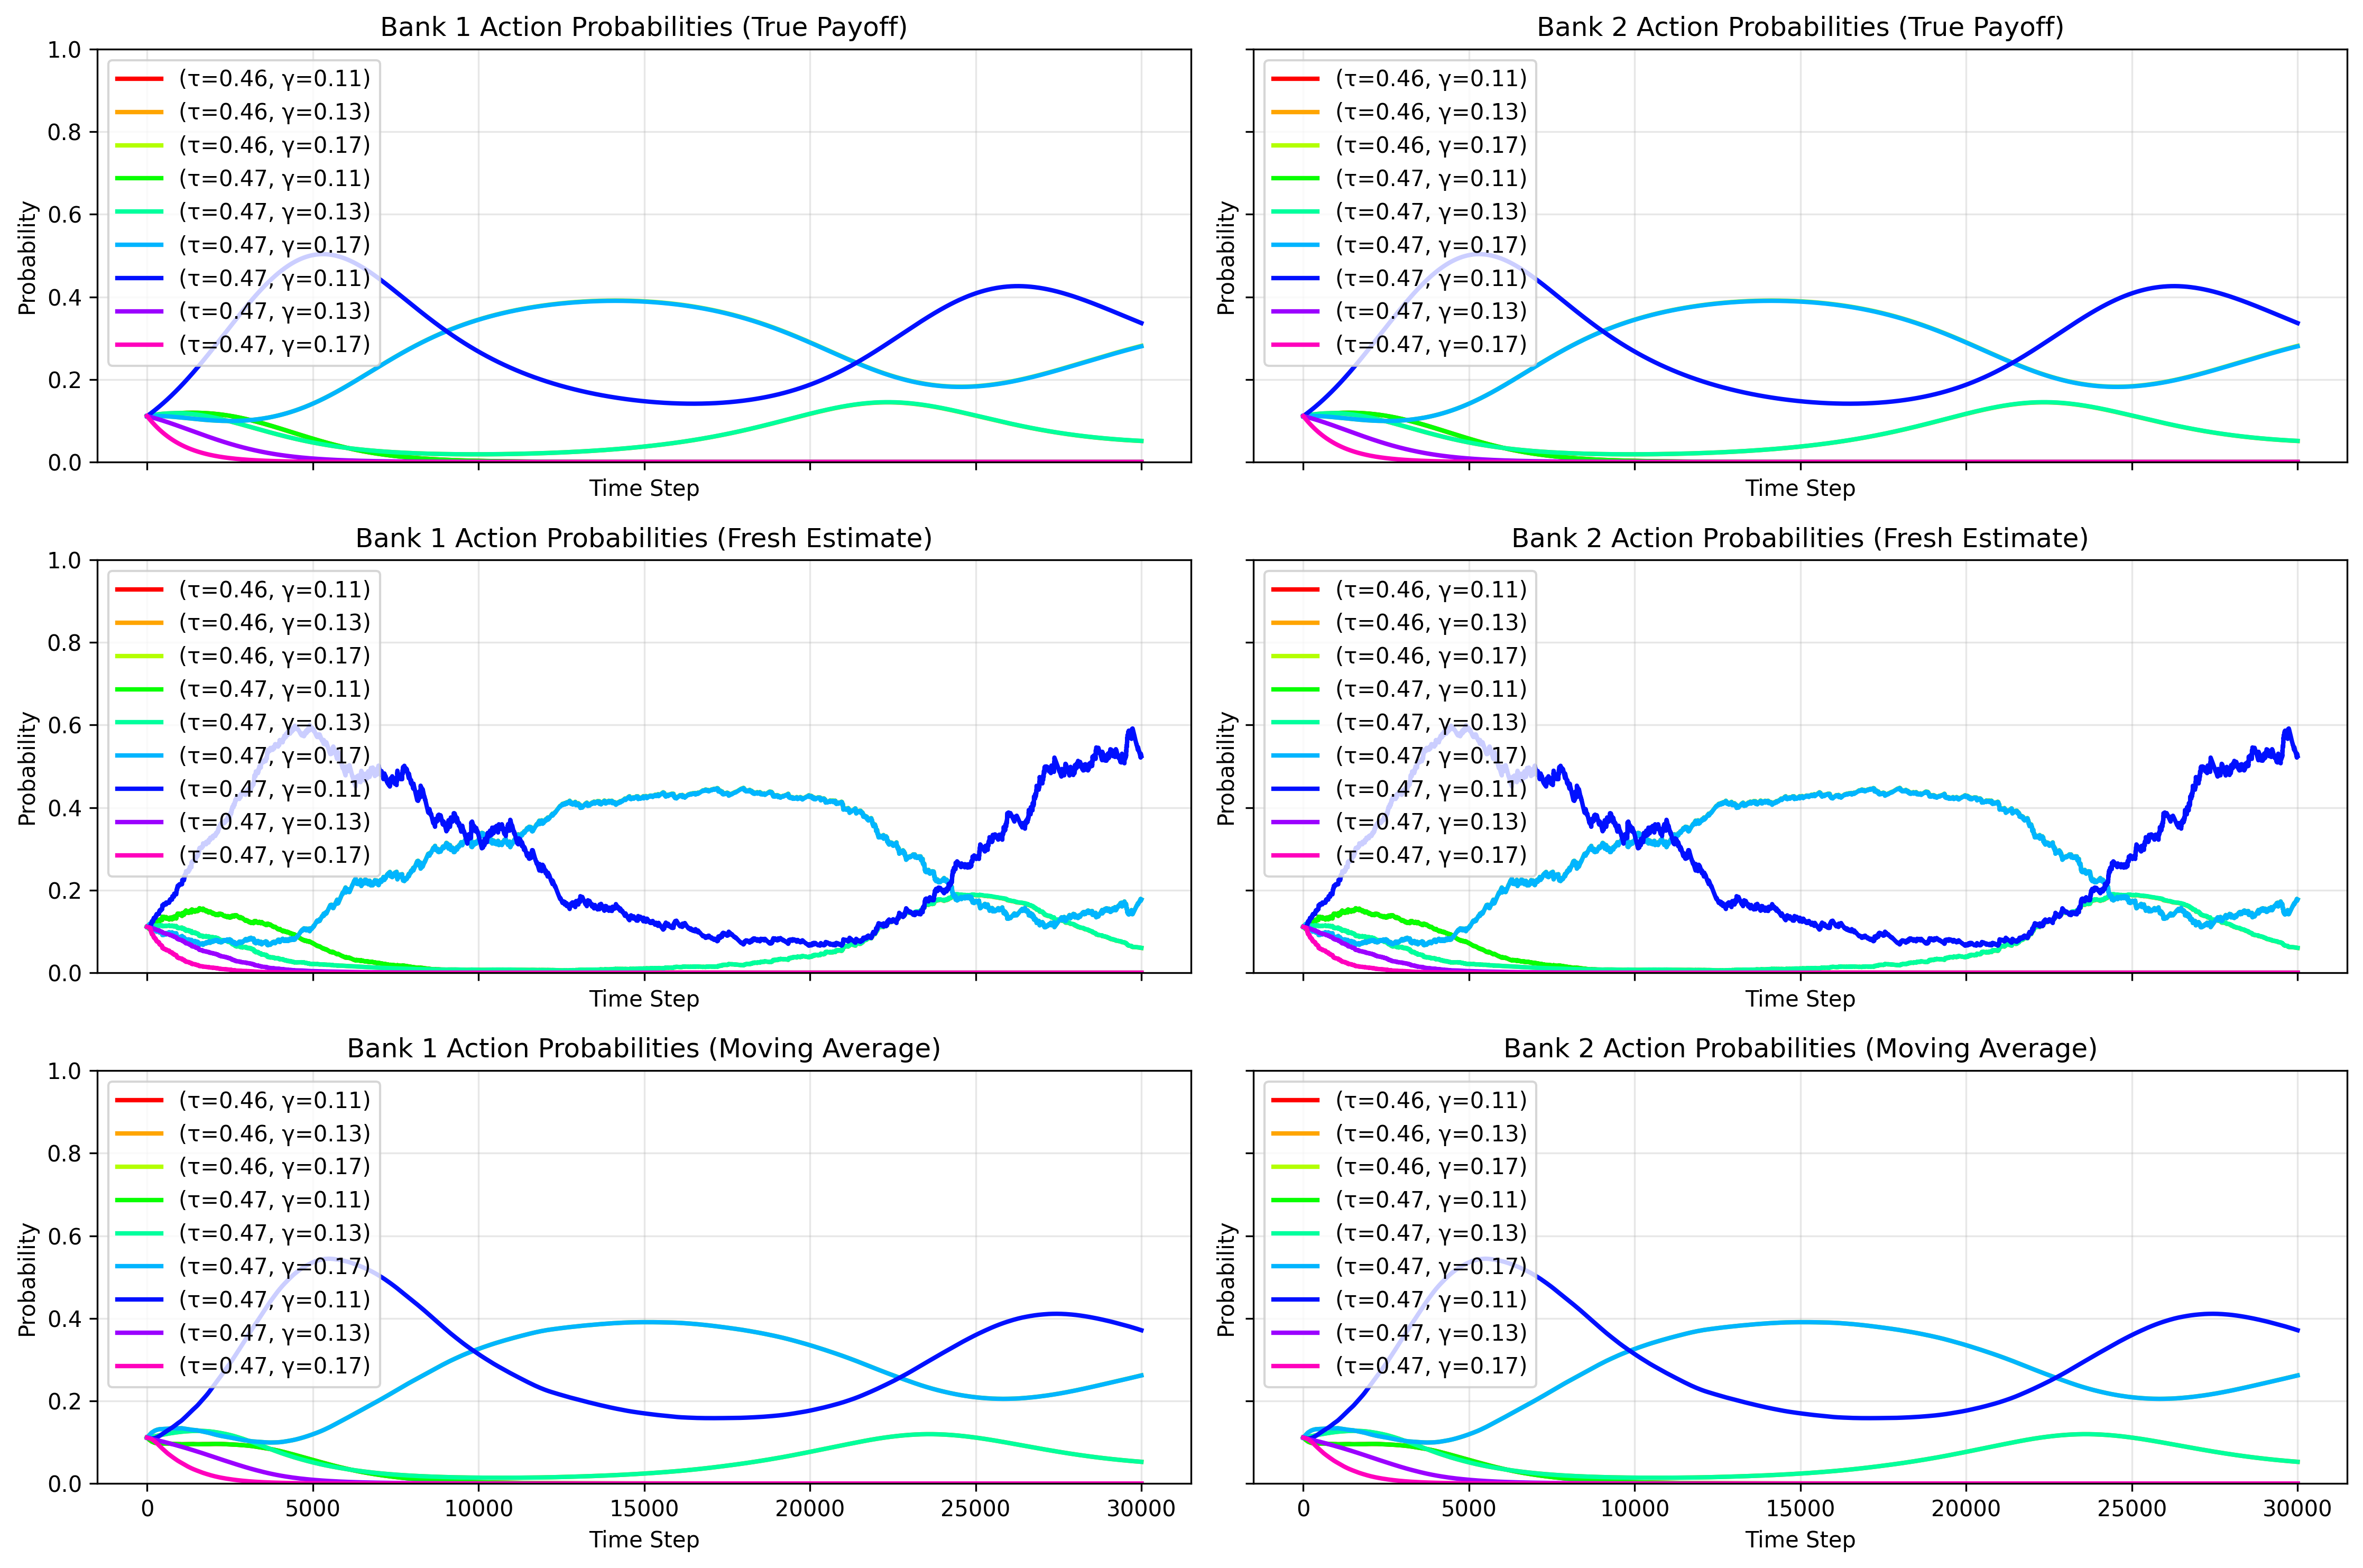 Bank 1 Action Probabilities (True Payoff)
1.0
0.8
0.6
0.4
0.2
0.0
Probability
(τ=0.46, γ=0.11)
(τ=0.46, γ=0.13)
(τ=0.46, γ=0.17)
(τ=0.47, γ=0.11)
(τ=0.47, γ=0.13)
(τ=0.47, γ=0.17)
(τ=0.47, γ=0.11)
(τ=0.47, γ=0.13)
(τ=0.47, γ=0.17)
Time Step
Bank 2 Action Probabilities (True Payoff)
Probability
(τ=0.46, γ=0.11)
(τ=0.46, γ=0.13)
(τ=0.46, γ=0.17)
(τ=0.47, γ=0.11)
(τ=0.47, γ=0.13)
(τ=0.47, γ=0.17)
(τ=0.47, γ=0.11)
(τ=0.47, γ=0.13)
(τ=0.47, γ=0.17)
Time Step
Bank 1 Action Probabilities (Fresh Estimate)
1.0
0.8
0.6
0.4
0.2
0.0
Probability
(τ=0.46, γ=0.11)
(τ=0.46, γ=0.13)
(τ=0.46, γ=0.17)
(τ=0.47, γ=0.11)
(τ=0.47, γ=0.13)
(τ=0.47, γ=0.17)
(τ=0.47, γ=0.11)
(τ=0.47, γ=0.13)
(τ=0.47, γ=0.17)
Time Step
Bank 2 Action Probabilities (Fresh Estimate)
Probability
(τ=0.46, γ=0.11)
(τ=0.46, γ=0.13)
(τ=0.46, γ=0.17)
(τ=0.47, γ=0.11)
(τ=0.47, γ=0.13)
(τ=0.47, γ=0.17)
(τ=0.47, γ=0.11)
(τ=0.47, γ=0.13)
(τ=0.47, γ=0.17)
Time Step
Bank 1 Action Probabilities (Moving Average)
1.0
0.8
0.6
0.4
0.2
0.0
Probability
(τ=0.46, γ=0.11)
(τ=0.46, γ=0.13)
(τ=0.46, γ=0.17)
(τ=0.47, γ=0.11)
(τ=0.47, γ=0.13)
(τ=0.47, γ=0.17)
(τ=0.47, γ=0.11)
(τ=0.47, γ=0.13)
(τ=0.47, γ=0.17)
0 5000 10000 15000 20000 25000 30000
Time Step
Bank 2 Action Probabilities (Moving Average)
Probability
(τ=0.46, γ=0.11)
(τ=0.46, γ=0.13)
(τ=0.46, γ=0.17)
(τ=0.47, γ=0.11)
(τ=0.47, γ=0.13)
(τ=0.47, γ=0.17)
(τ=0.47, γ=0.11)
(τ=0.47, γ=0.13)
(τ=0.47, γ=0.17)
0 5000 10000 15000 20000 25000 30000
Time Step